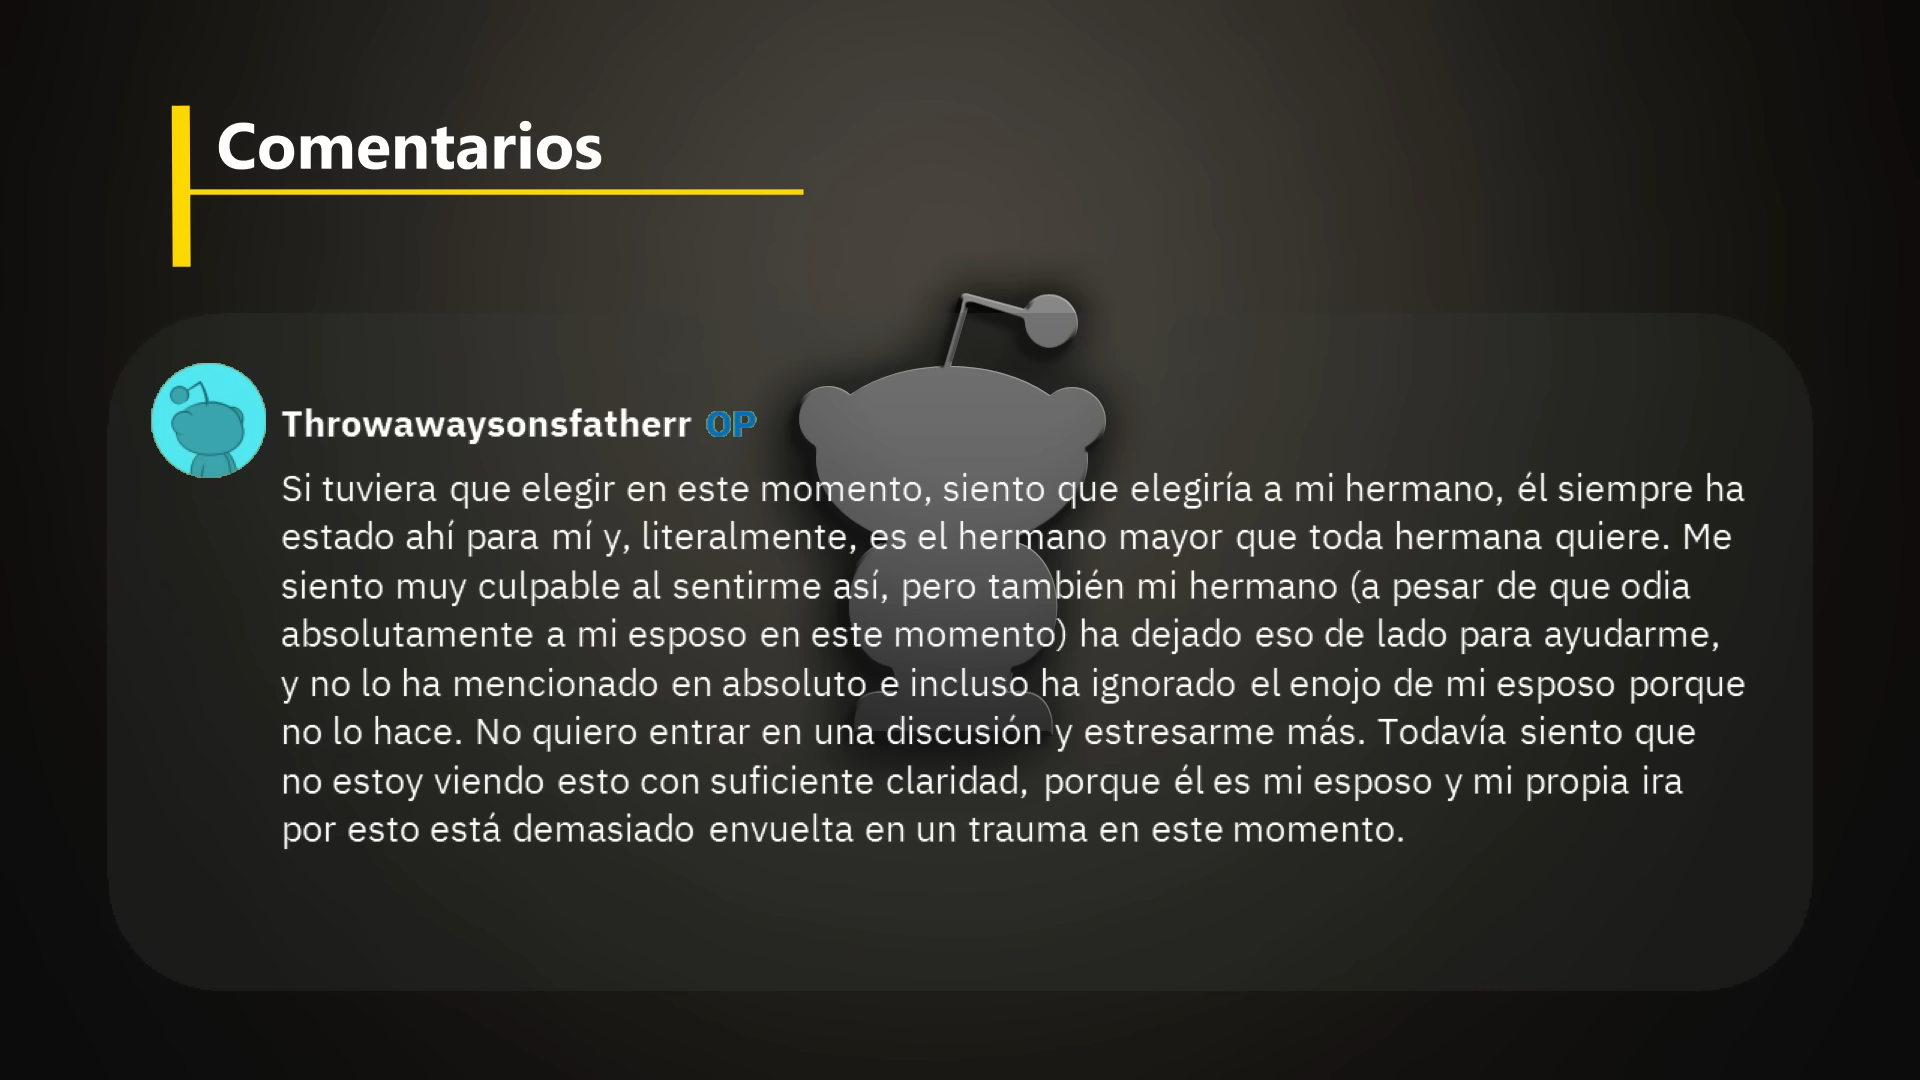 Comentarios
Throwawaysonsfatherr OP
Si tuviera que elegir en este momento, siento que elegiría a mi hermano, él siempre ha
estado ahí para mí y, literalmente, es el hermano mayor que toda hermana quiere. Me
siento muy culpable al sentirme así, pero también mi hermano (a pesar de que odia
absolutamente a mi esposo en este momento) ha dejado eso de lado para ayudarme,
y no lo ha mencionado en absoluto e incluso ha ignorado el enojo de mi esposo porque
no lo hace. No quiero entrar en una discusión y estresarme más. Todavía siento que
no estoy viendo esto con suficiente claridad, porque él es mi esposo y mi propia ira
por esto está demasiado envuelta en un trauma en este momento.